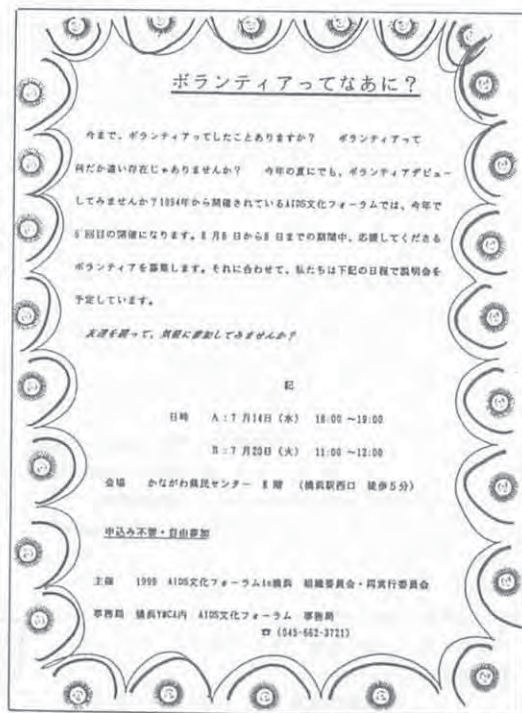 ボランティアってなあに？
今まで、ボランティアってしたことありますか？　ボランティアって
何だか遠い存在じゃありませんか？　今年の夏にでも、ボランティアデビュー
してみませんか？1994年から開催されているAIDS文化フォーラムでは、今年で
6 回目の開催になります。8 月6 日から8 日までの期間中、応援してくださる
ボランティアを募集します。それに合わせて、私たちは下記の日程で説明会を
予定しています。
友達を誘って、気軽に参加してみませんか？
記
日時　A：7 月14日（水）　18:00 ～19:00
B：7 月20日（火）　11:00 ～12:00
会場　かながわ県民センター　階　（横浜駅西口　徒歩５分）
申込み不要・自由参加
主催　1999　AIDS文化フォーラムin横浜　組織委員会・同実行委員会
事務局　横浜YMCA内　AIDS文化フォーラム　事務局
☎（045-662-3721）